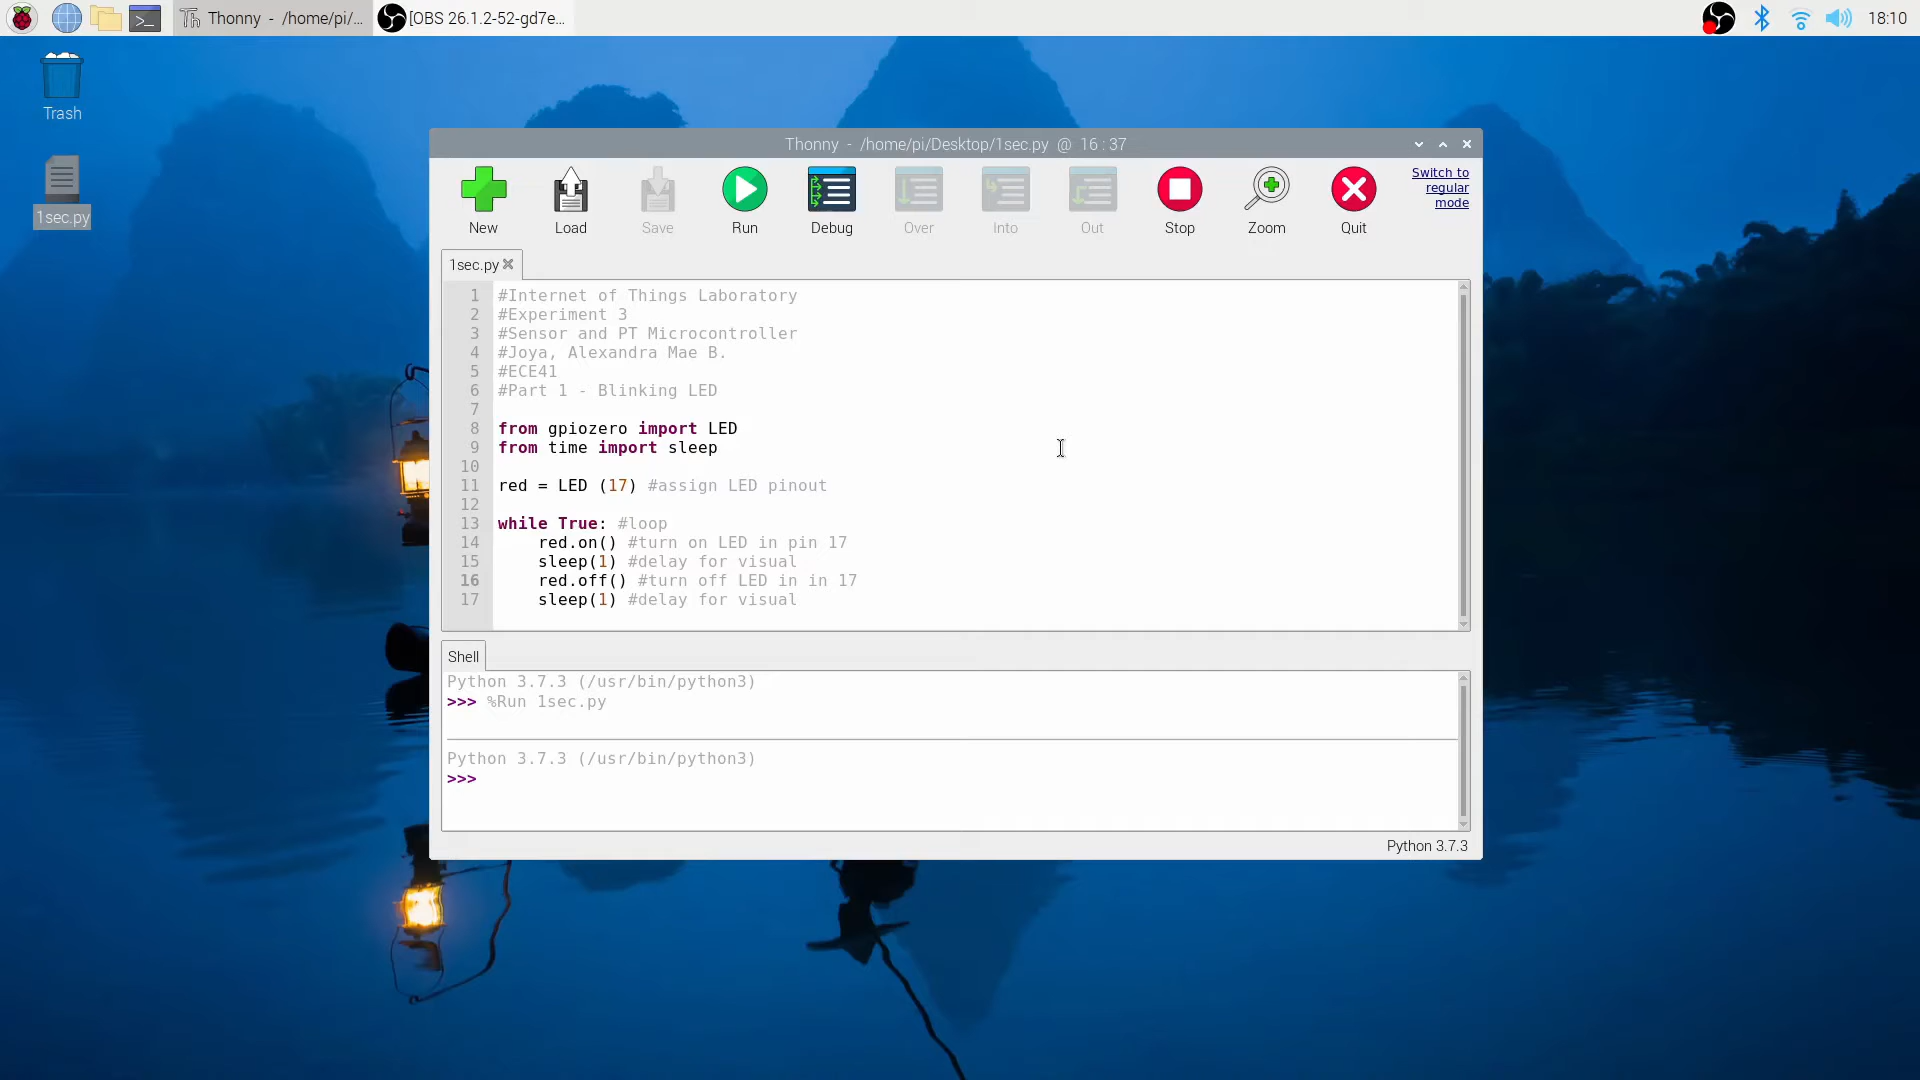 Thonny - /home/pi/...
[OBS 26.1.2-52-gd7e...
18:10
Trash
1sec.py
Thonny - /home/pi/Desktop/1sec.py @ 16 : 37
New
Load
Save
Run
Debug
Over
Into
Out
Stop
Zoom
Quit
Switch to
regular
mode
1sec.py
1 #Internet of Things Laboratory
2 #Experiment 3
3 #Sensor and PT Microcontroller
4 #Joya, Alexandra Mae B.
5 #ECE41
6 #Part 1 - Blinking LED
7
8 from gpiozero import LED
9 from time import sleep
10
11 red = LED (17) #assign LED pinout
12
13 while True: #loop
14     red.on() #turn on LED in pin 17
15     sleep(1) #delay for visual
16     red.off() #turn off LED in in 17
17     sleep(1) #delay for visual
Shell
Python 3.7.3 (/usr/bin/python3)
>>> %Run 1sec.py
Python 3.7.3 (/usr/bin/python3)
>>>
Python 3.7.3